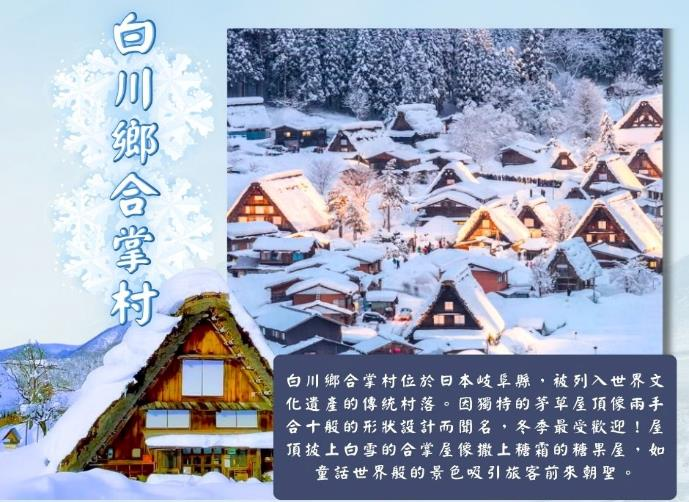 白川鄉合掌村
白川鄉合掌村位於日本岐阜縣，被列入世界文
化遺產的傳統村落。因獨特的茅草屋頂像兩手
合十般的形狀設計而聞名，冬季最受歡迎！屋
頂披上白雪的合掌屋像撒上糖霜的糖果屋，如
童話世界般的景色吸引旅客前來朝聖。